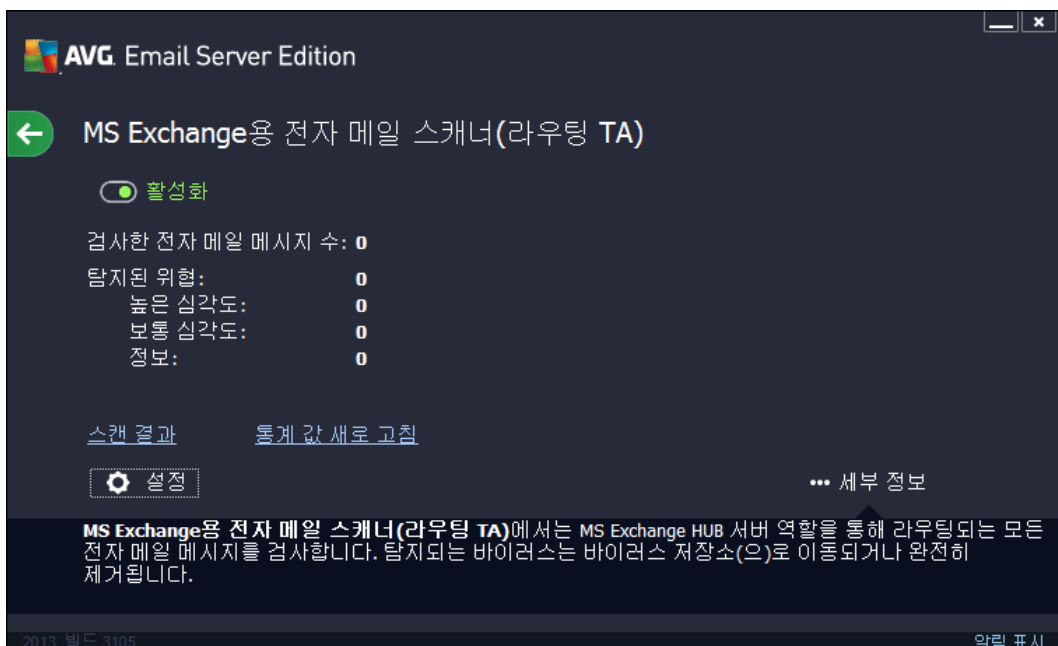 AVG. Email Server Edition
MS Exchange용 전자 메일 스캐너(라우팅 TA)
활성화
검사한 전자 메일 메시지 수: 0
탐지된 위협: 0
높은 심각도: 0
보통 심각도: 0
정보: 0
스캔 결과 통계 값 새로 고침
설정 ••• 세부 정보
MS Exchange용 전자 메일 스캐너(라우팅 TA)에서는 MS Exchange HUB 서버 역할을 통해 라우팅되는 모든
전자 메일 메시지를 검사합니다. 탐지되는 바이러스는 바이러스 저장소(으)로 이동되거나 완전히
제거됩니다.
2013 빌드 3105 알림 표시